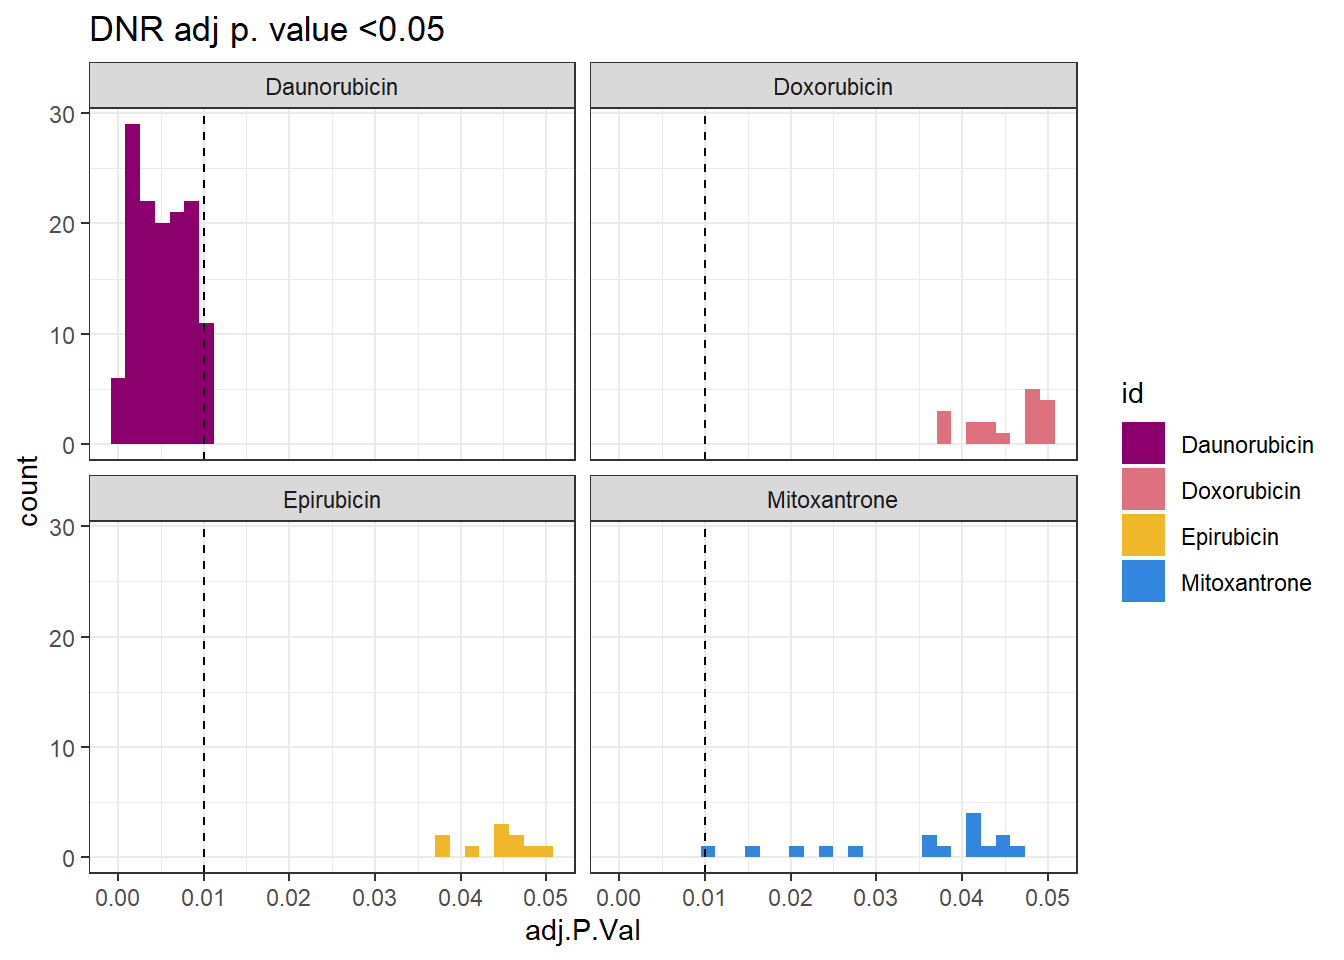 DNR adj p. value <0.05
Daunorubicin
Doxorubicin
30
20
10
0
Epirubicin
Mitoxantrone
30
20
10
0
count
0.00 0.01 0.02 0.03 0.04 0.05
0.00 0.01 0.02 0.03 0.04 0.05
adj.P.Val
id
Daunorubicin
Doxorubicin
Epirubicin
Mitoxantrone